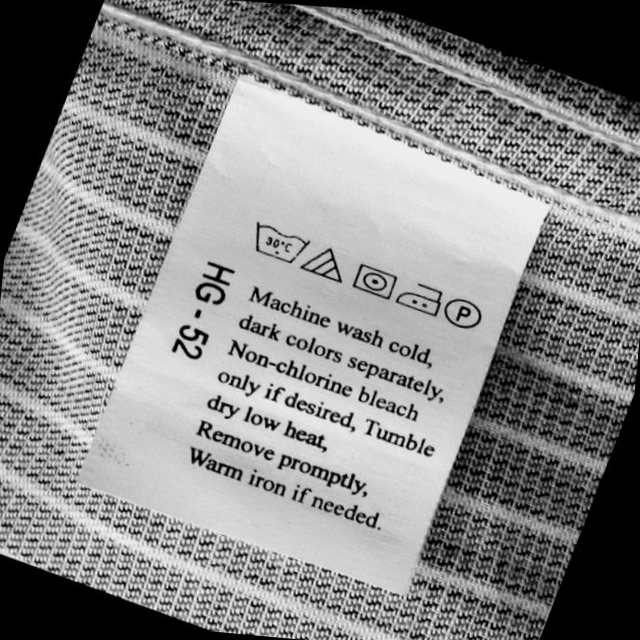 30°C
P
HG - 52
Machine wash cold,
dark colors separately,
Non-chlorine bleach
only if desired, Tumble
dry low heat,
Remove promptly,
Warm iron if needed.